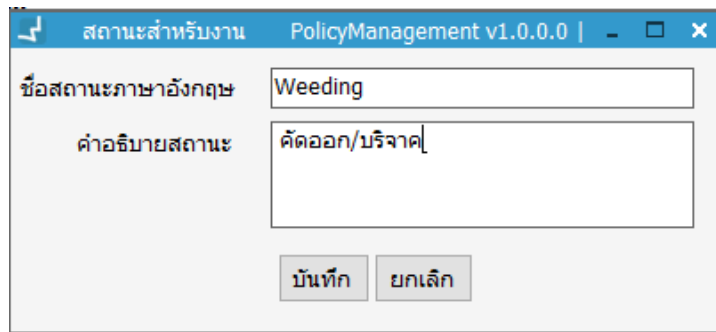 สถานะสำหรับงาน PolicyManagement v1.0.0.0 |
ชื่อสถานะภาษาอังกฤษ Weeding
คำอธิบายสถานะ คัดออก/บริจาค
บันทึก ยกเลิก